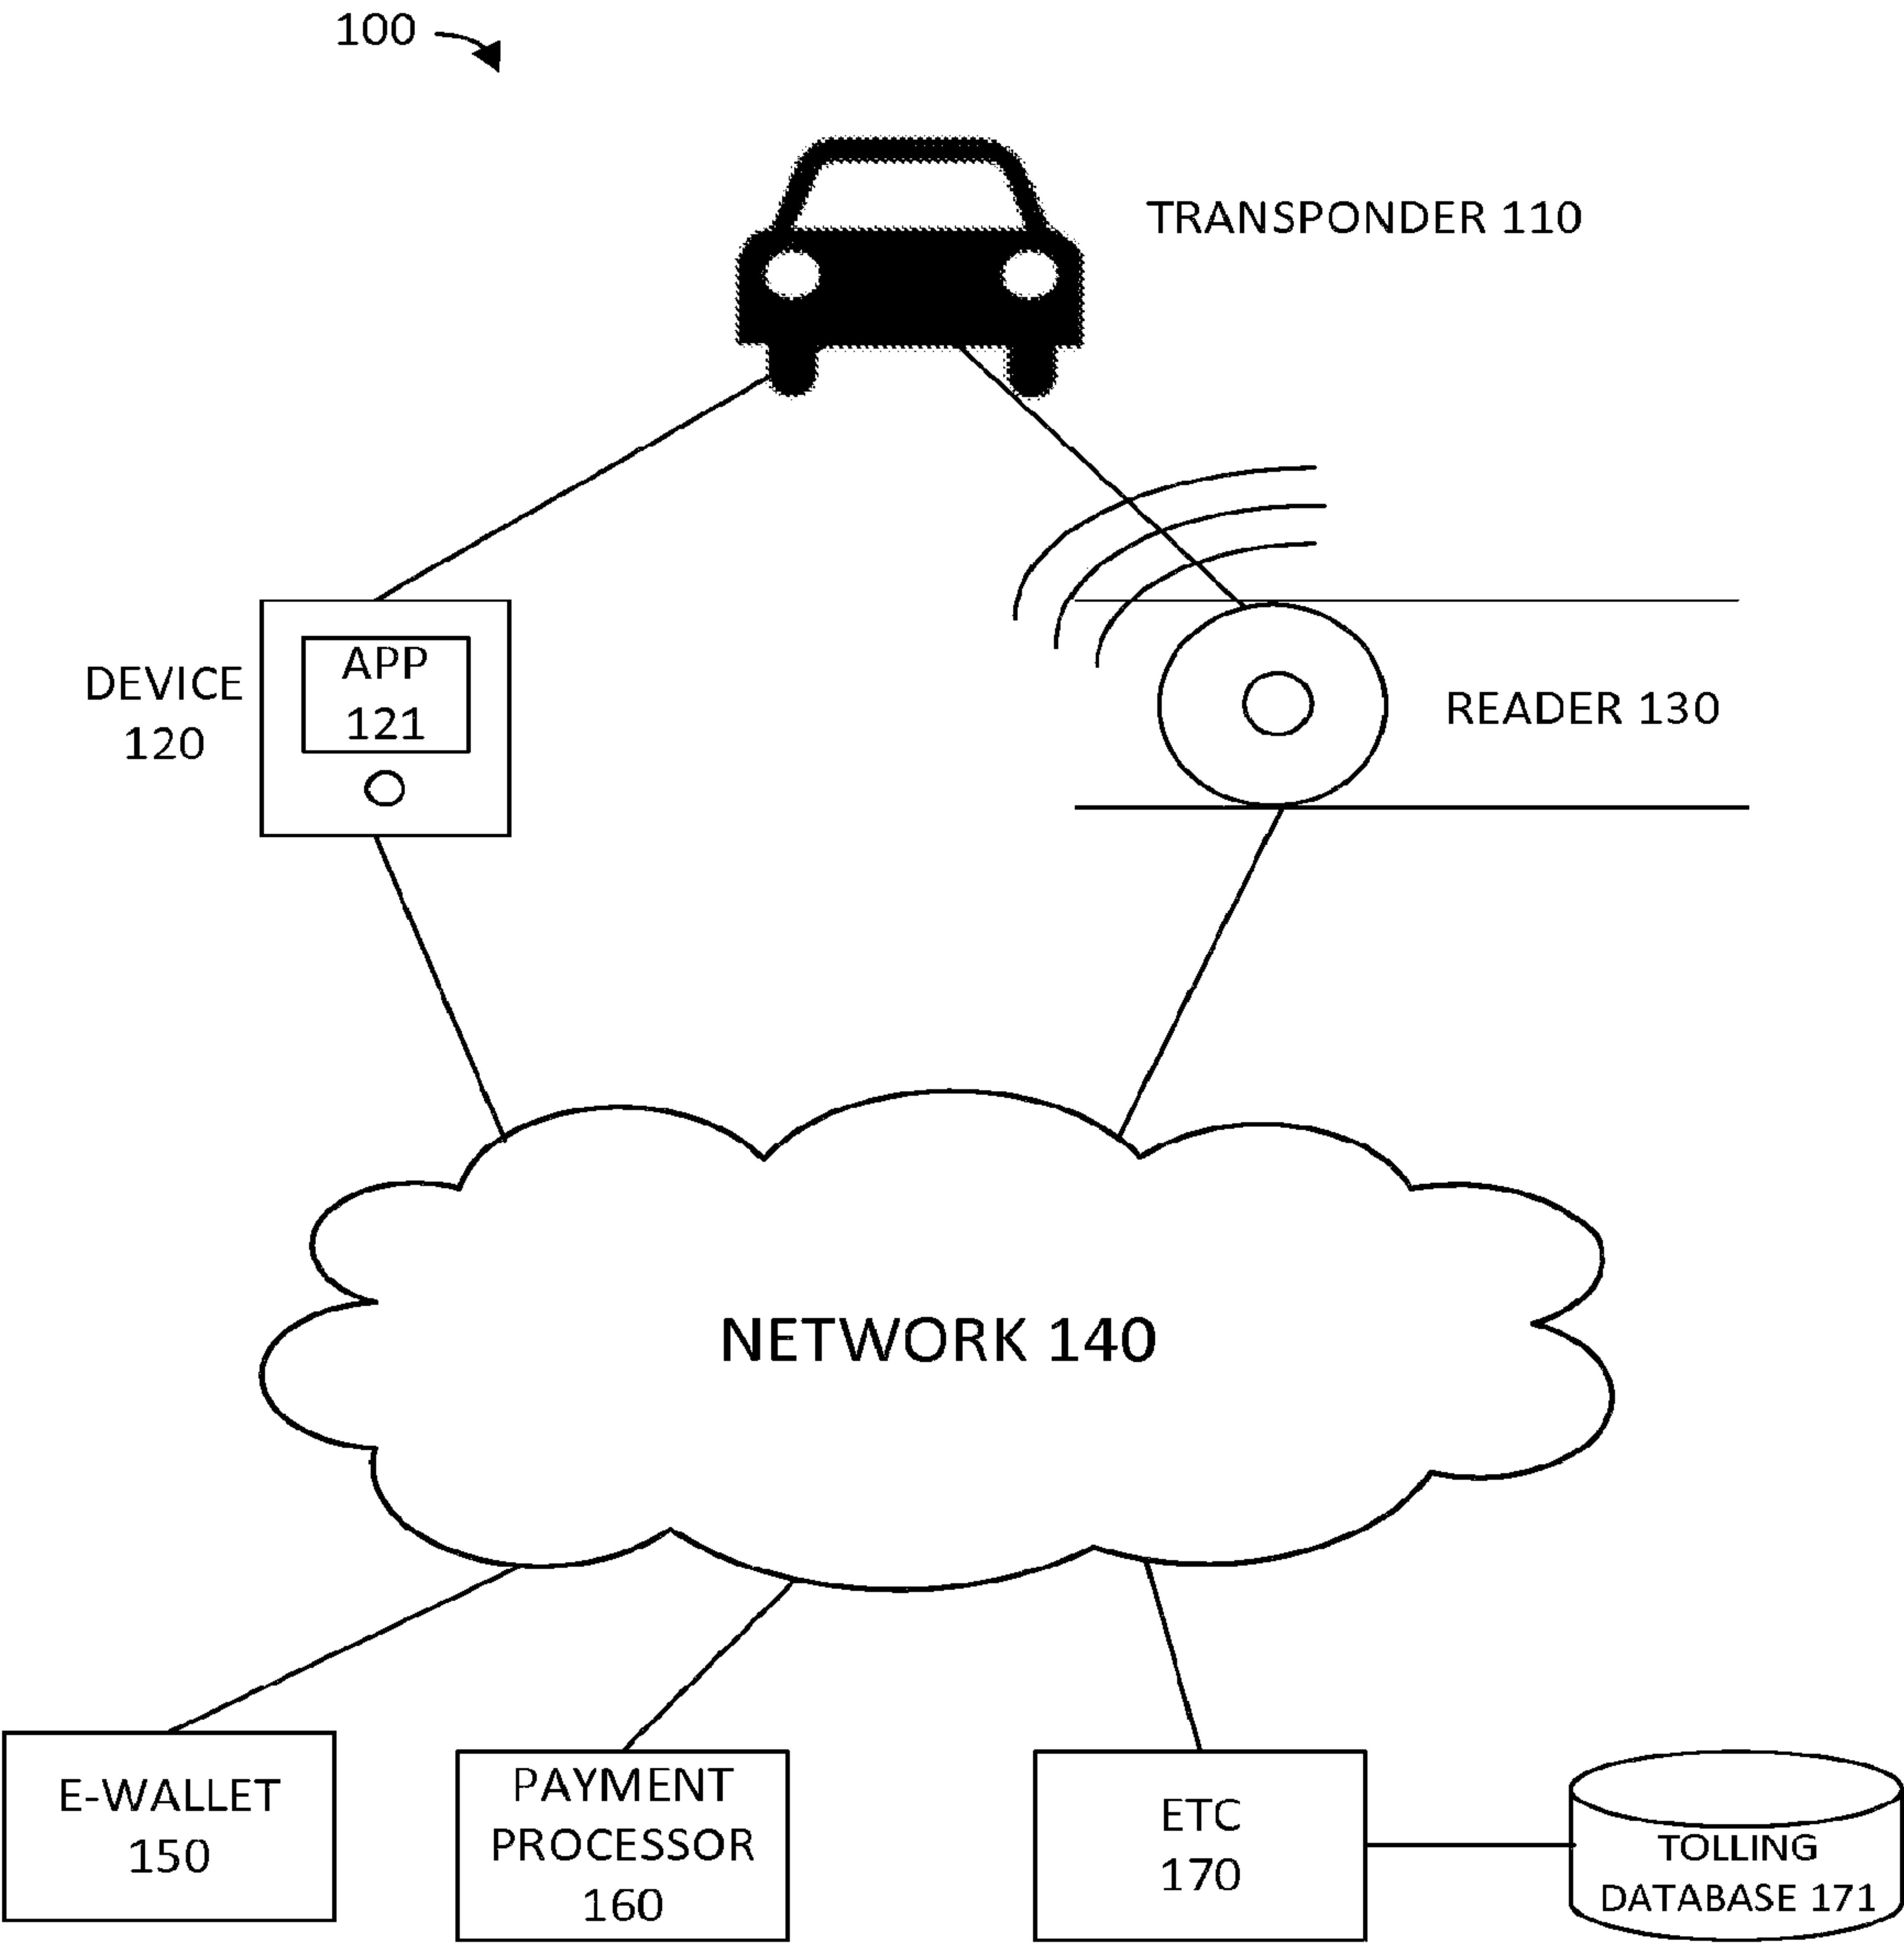 100
TRANSPONDER 110
APP
121
DEVICE
120
READER 130
NETWORK 140
E-WALLET
150
PAYMENT
PROCESSOR
160
ETC
170
TOLLING
DATABASE 171